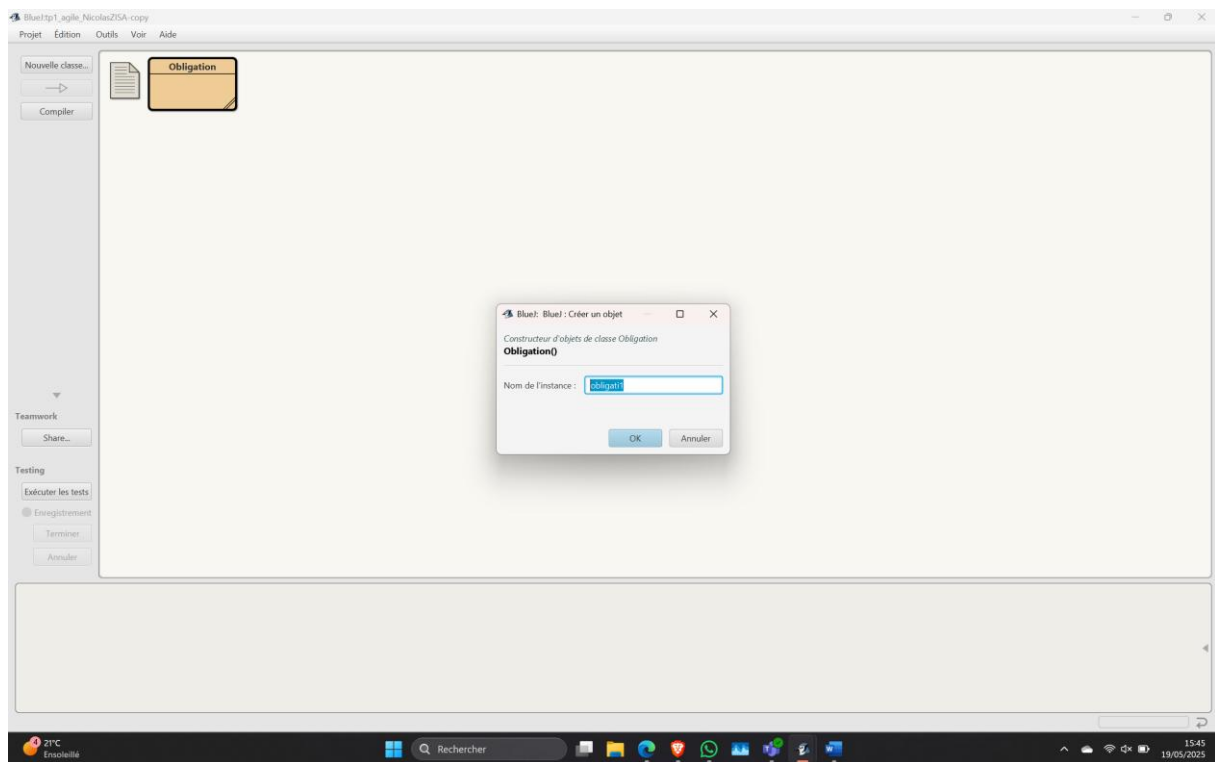 BlueJ: tp1_agile_NicolasZISA-copy
Projet Édition Outils Voir Aide
Nouvelle classe...
Compiler
Obligation
BlueJ: BlueJ : Créer un objet
Constructeur d'objets de classe Obligation
Obligation()
Nom de l'instance : obligati1
OK Annuler
Teamwork
Share...
Testing
Exécuter les tests
Enregistrement
Terminer
Annuler
4
21°C
Ensoleillé
Rechercher
15:45
19/05/2025